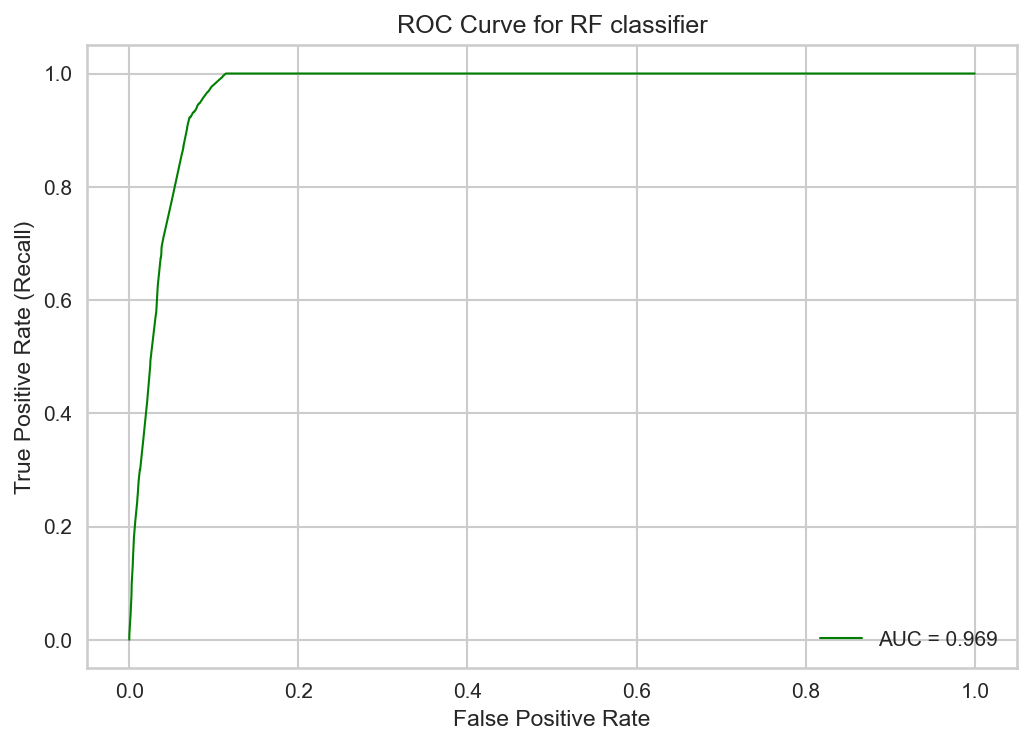 ROC Curve for RF classifier
True Positive Rate (Recall)
1.0
0.8
0.6
0.4
0.2
0.0
AUC = 0.969
0.0 0.2 0.4 0.6 0.8 1.0
False Positive Rate